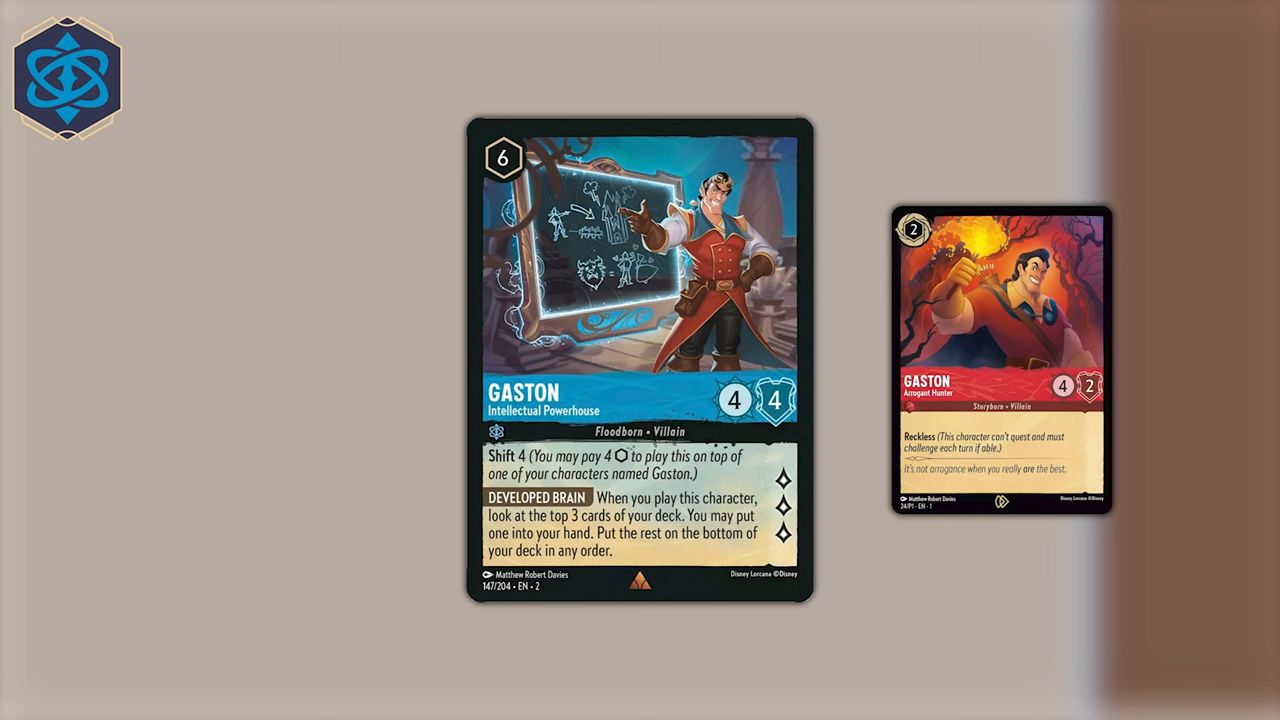 6
GASTON
Intellectual Powerhouse
4
4
Floodborn • Villain
Shift 4 (You may pay 4 ⬡ to play this on top of
one of your characters named Gaston.)
DEVELOPED BRAIN When you play this character,
look at the top 3 cards of your deck. You may put
one into your hand. Put the rest on the bottom of
your deck in any order.
Matthew Robert Davies
147/204 • EN • 2
Disney Lorcana ©Disney
2
GASTON
Arrogant Hunter
4
2
Storyborn • Villain
Reckless (This character can't quest and must
challenge each turn if able.)
It's not arrogance when you really are the best.
Matthew Robert Davies
24/P1 • EN • 1
Disney Lorcana ©Disney